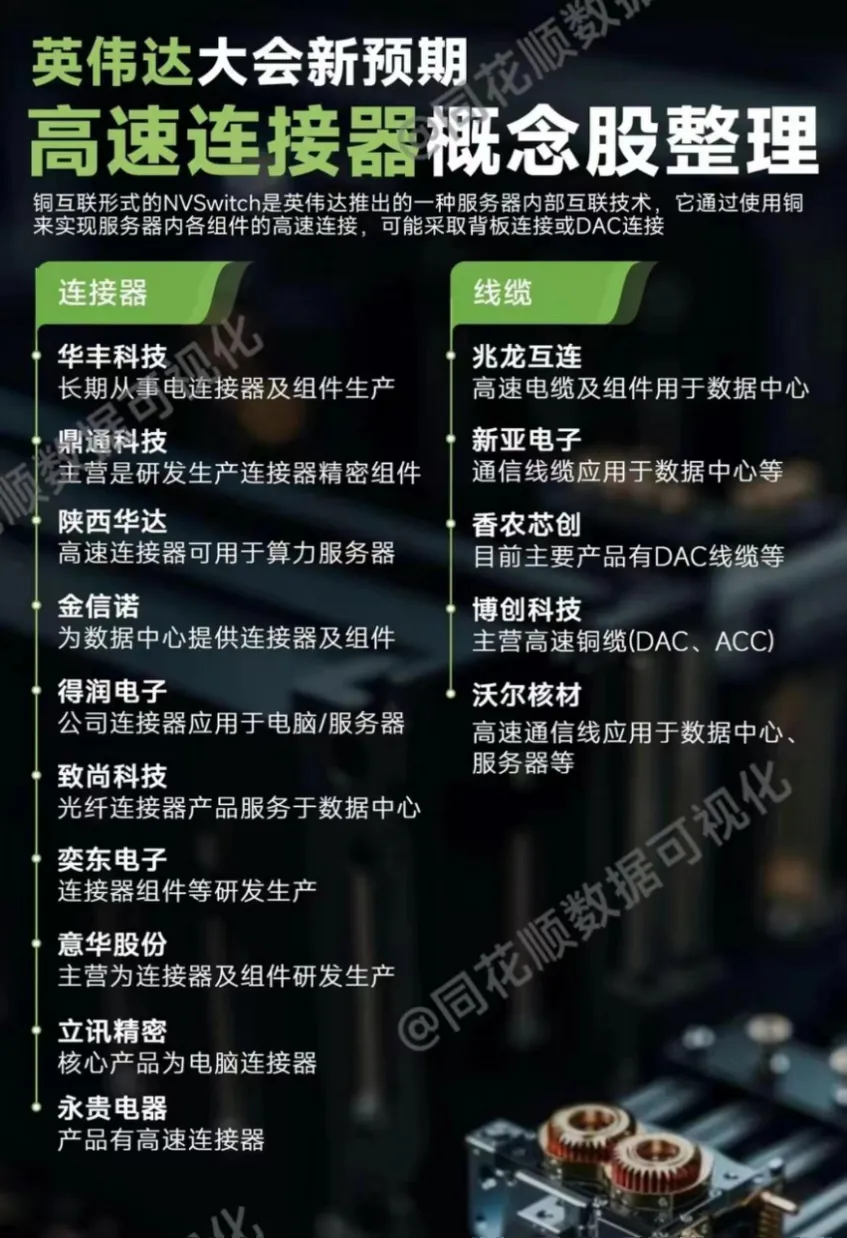 英伟达大会新预期
高速连接器概念股整理
铜互联形式的NVSwitch是英伟达推出的一种服务器内部互联技术，它通过使用铜
来实现服务器内各组件的高速连接，可能采取背板连接或DAC连接
连接器
华丰科技
长期从事电连接器及组件生产
鼎通科技
主营是研发生产连接器精密组件
陕西华达
高速连接器可用于算力服务器
金信诺
为数据中心提供连接器及组件
得润电子
公司连接器应用于电脑/服务器
致尚科技
光纤连接器产品服务于数据中心
奕东电子
连接器组件等研发生产
意华股份
主营为连接器及组件研发生产
立讯精密
核心产品为电脑连接器
永贵电器
产品有高速连接器
线缆
兆龙互连
高速电缆及组件用于数据中心
新亚电子
通信线缆应用于数据中心等
香农芯创
目前主要产品有DAC线缆等
博创科技
主营高速铜缆(DAC、ACC)
沃尔核材
高速通信线应用于数据中心、
服务器等
@同花顺数据
顺数据可视化
@同花顺数据可视化
视化